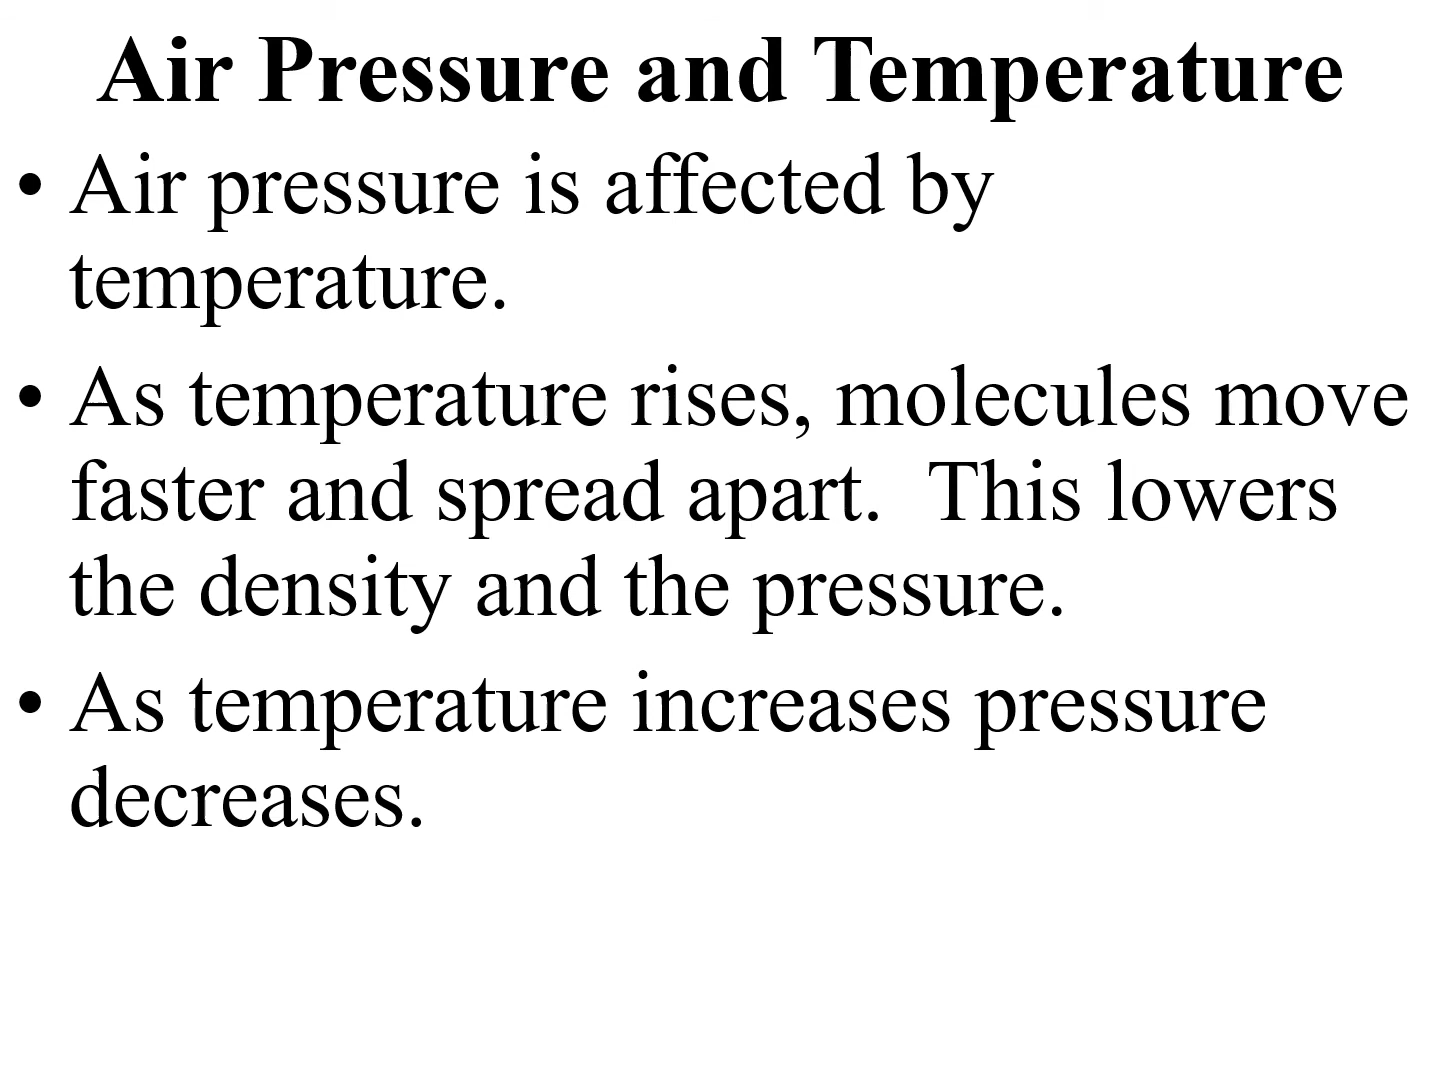 Air Pressure and Temperature
• Air pressure is affected by
temperature.
• As temperature rises, molecules move
faster and spread apart.  This lowers
the density and the pressure.
• As temperature increases pressure
decreases.